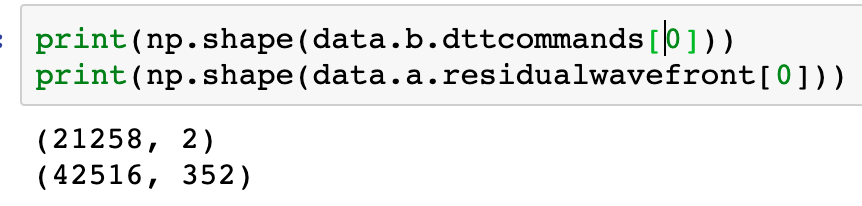 :
print(np.shape(data.b.dttcommands[0]))
print(np.shape(data.a.residualwavefront[0]))
(21258, 2)
(42516, 352)